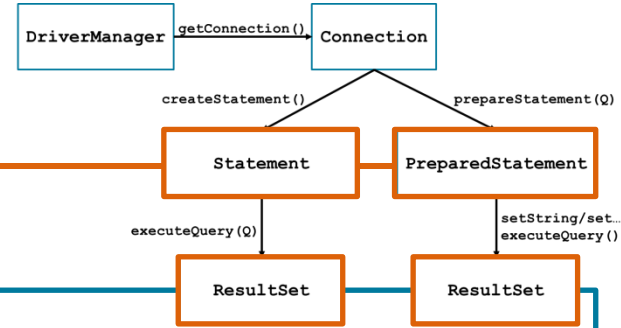 DriverManager
getConnection()
Connection
createStatement()
prepareStatement(Q)
Statement
PreparedStatement
executeQuery(Q)
setString/set…
executeQuery()
ResultSet
ResultSet